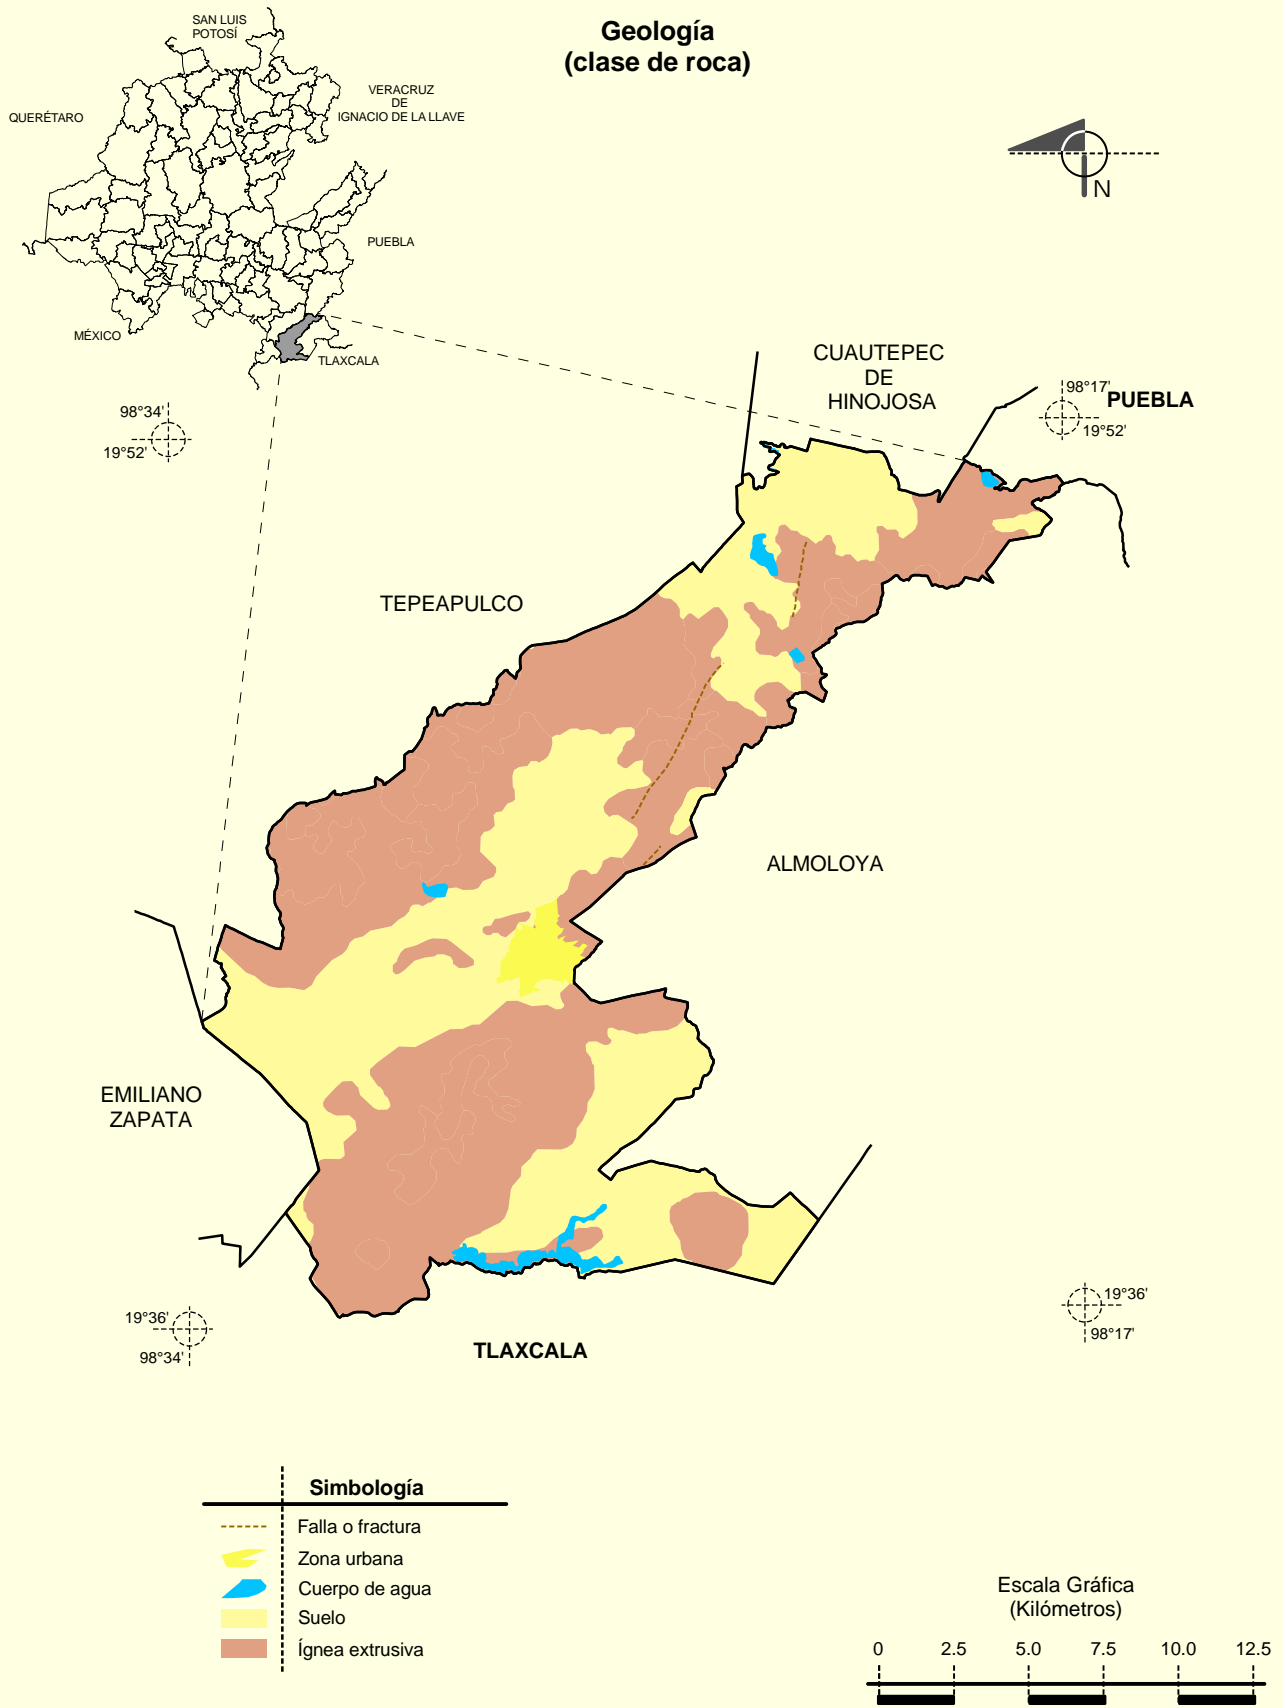 Geología
(clase de roca)
SAN LUIS
POTOSÍ
VERACRUZ
DE
IGNACIO DE LA LLAVE
QUERÉTARO
PUEBLA
MÉXICO
TLAXCALA
N
CUAUTEPEC
DE
HINOJOSA
98°17'
PUEBLA
19°52'
98°34'
19°52'
TEPEAPULCO
ALMOLOYA
EMILIANO
ZAPATA
19°36'
98°34'
TLAXCALA
19°36'
98°17'
Simbología
Falla o fractura
Zona urbana
Cuerpo de agua
Suelo
Ígnea extrusiva
Escala Gráfica
(Kilómetros)
0 2.5 5.0 7.5 10.0 12.5